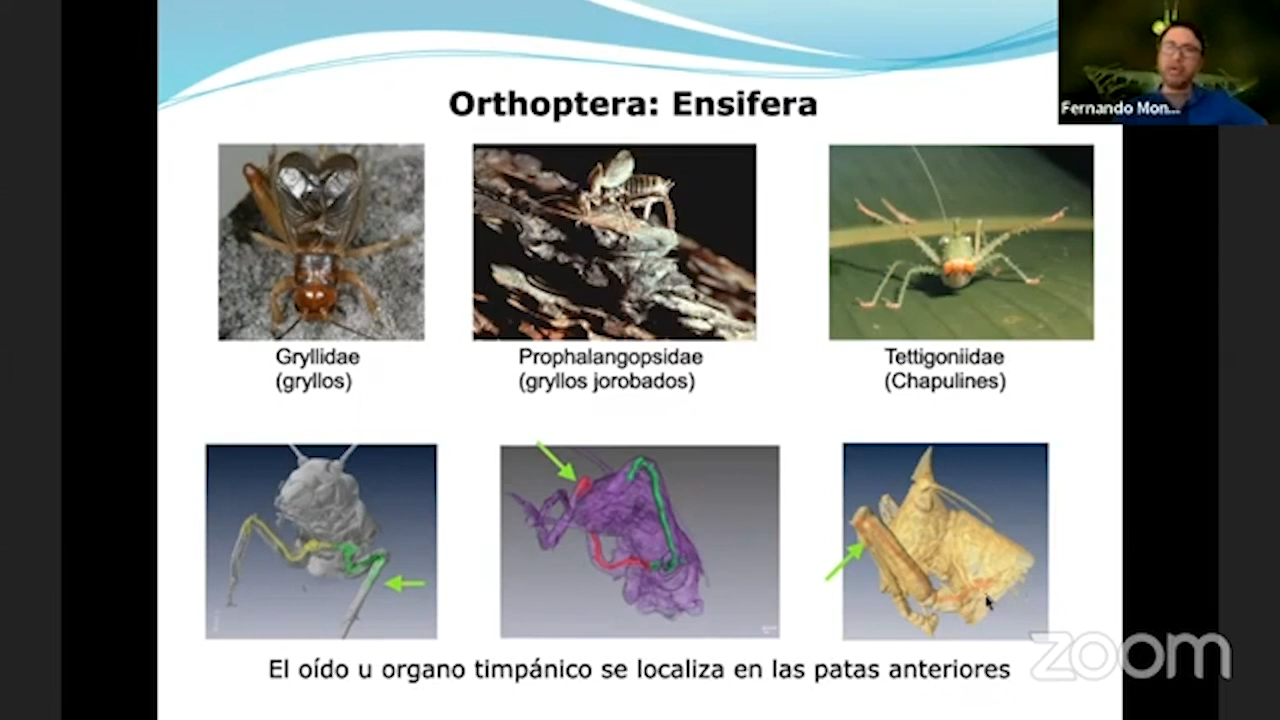 Orthoptera: Ensifera
Fernando Mon...
Gryllidae
(gryllos)
Prophalangopsidae
(gryllos jorobados)
Tettigoniidae
(Chapulines)
El oído u organo timpánico se localiza en las patas anteriores
zoom